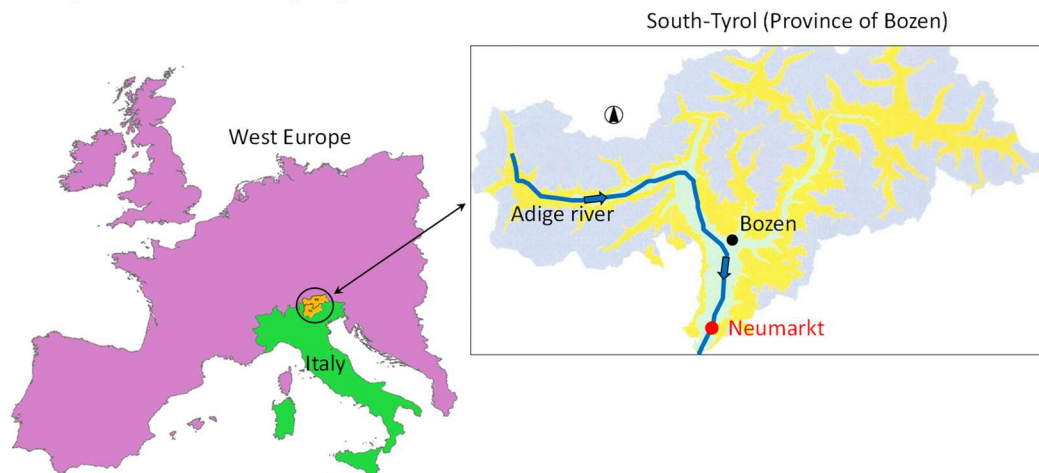 South-Tyrol (Province of Bozen)
West Europe
Adige river
Bozen
Neumarkt
Italy